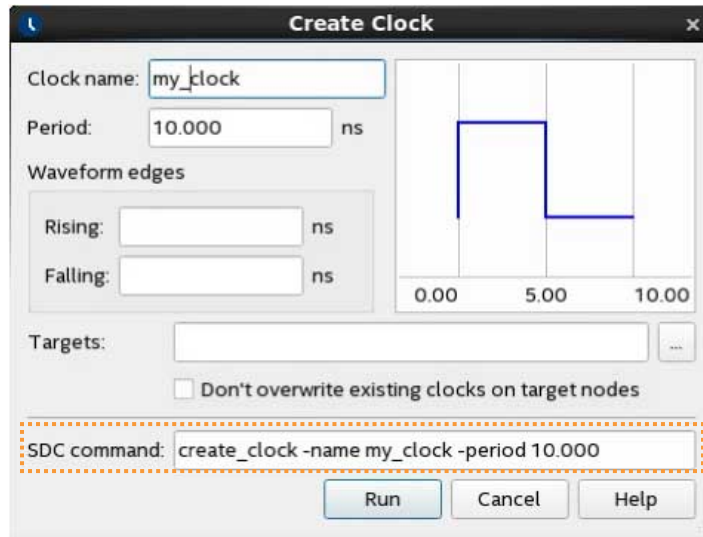 Create Clock
Clock name: my_clock
Period: 10.000 ns
Waveform edges
Rising: ns
Falling: ns
0.00 5.00 10.00
Targets: ...
Don't overwrite existing clocks on target nodes
SDC command: create_clock -name my_clock -period 10.000
Run Cancel Help